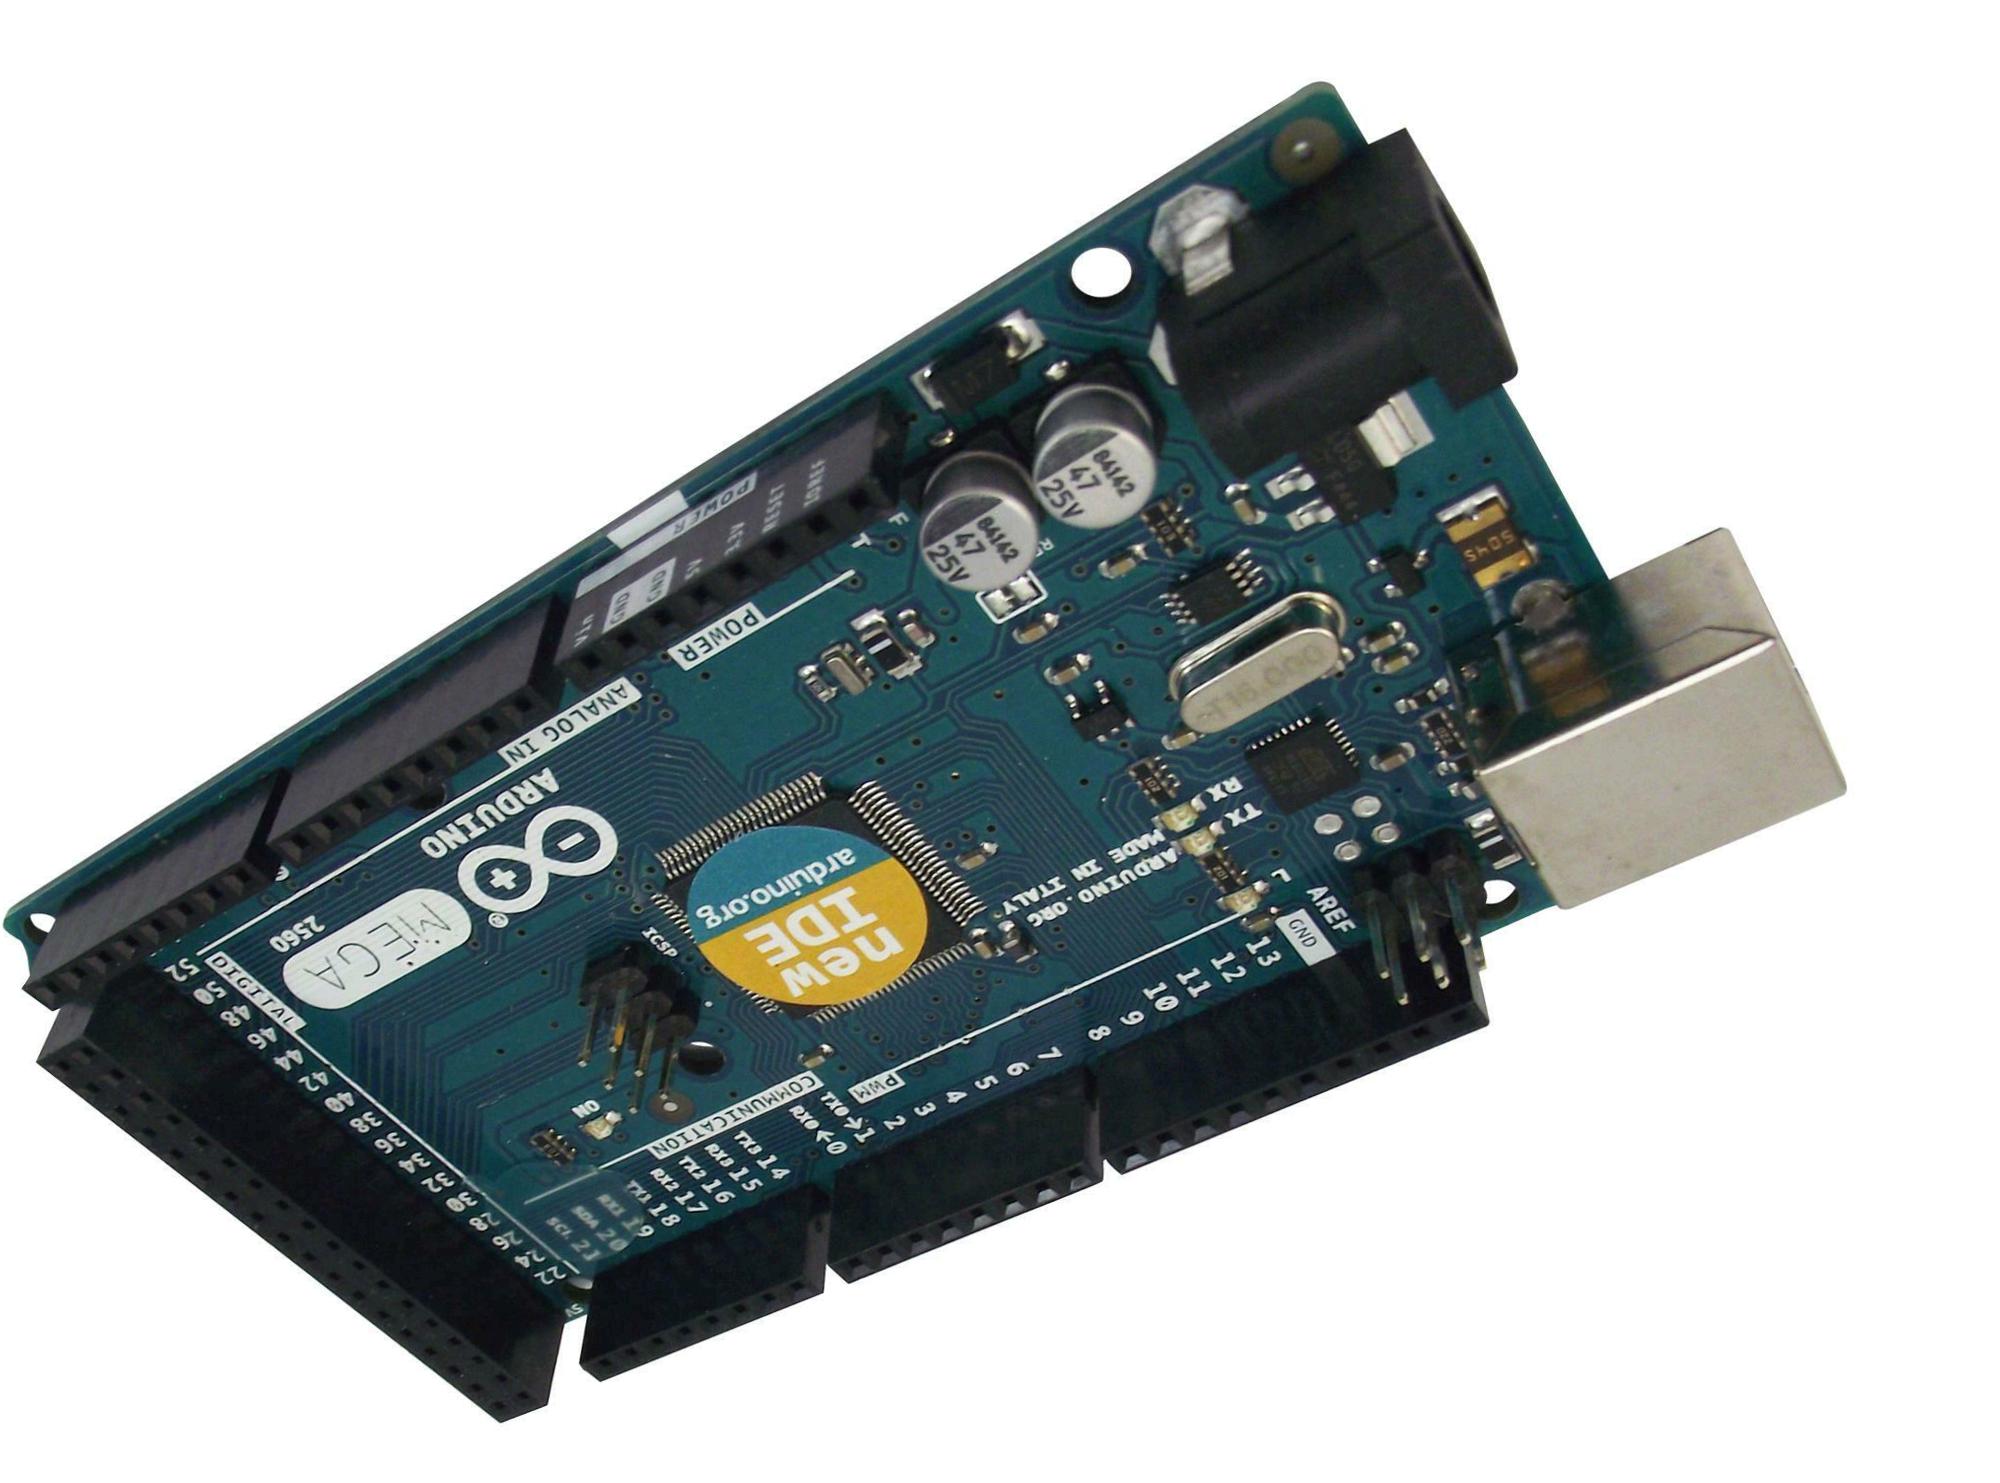 M7
84142
47
25V
84142
47
25V
POWER
IOREF
RESET
3.3V
5V
GND
GND
Vin
POWER
ANALOG IN
ARDUINO
®
MEGA
2560
ICSP
new
IDE
arduino.org
ARDUINO.ORG
MADE IN ITALY
RX
TX
L
AREF
GND
13
12
11
10
9
8
7
6
5
4
3
2
TX0→1
RX0←0
PWM
COMMUNICATION
TX3 14
RX3 15
TX2 16
RX2 17
TX1 18
RX1 19
SDA 20
SCL 21
ON
DIGITAL
52
50
48
46
44
42
40
38
36
34
32
30
28
26
24
22
5V